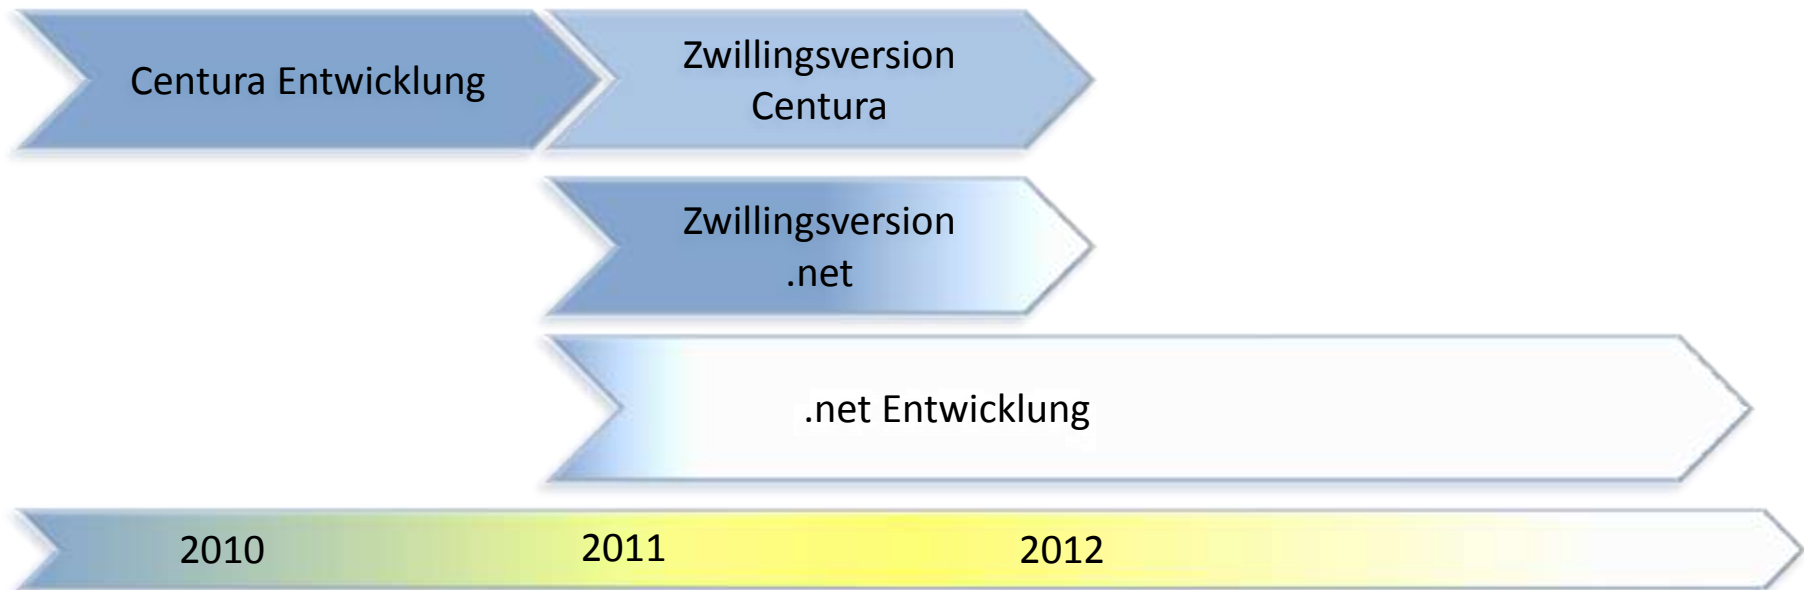 Centura Entwicklung
Zwillingsversion
Centura
Zwillingsversion
.net
.net Entwicklung
2010
2011
2012